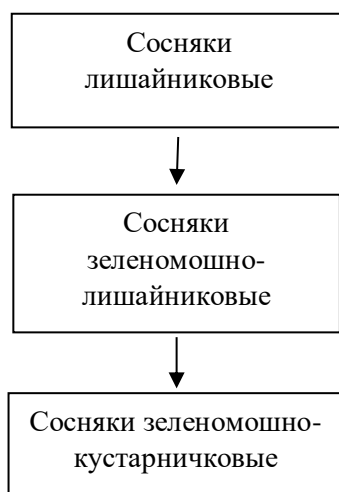 Сосняки
лишайниковые
Сосняки
зеленомошно-
лишайниковые
Сосняки зеленомошно-
кустарничковые